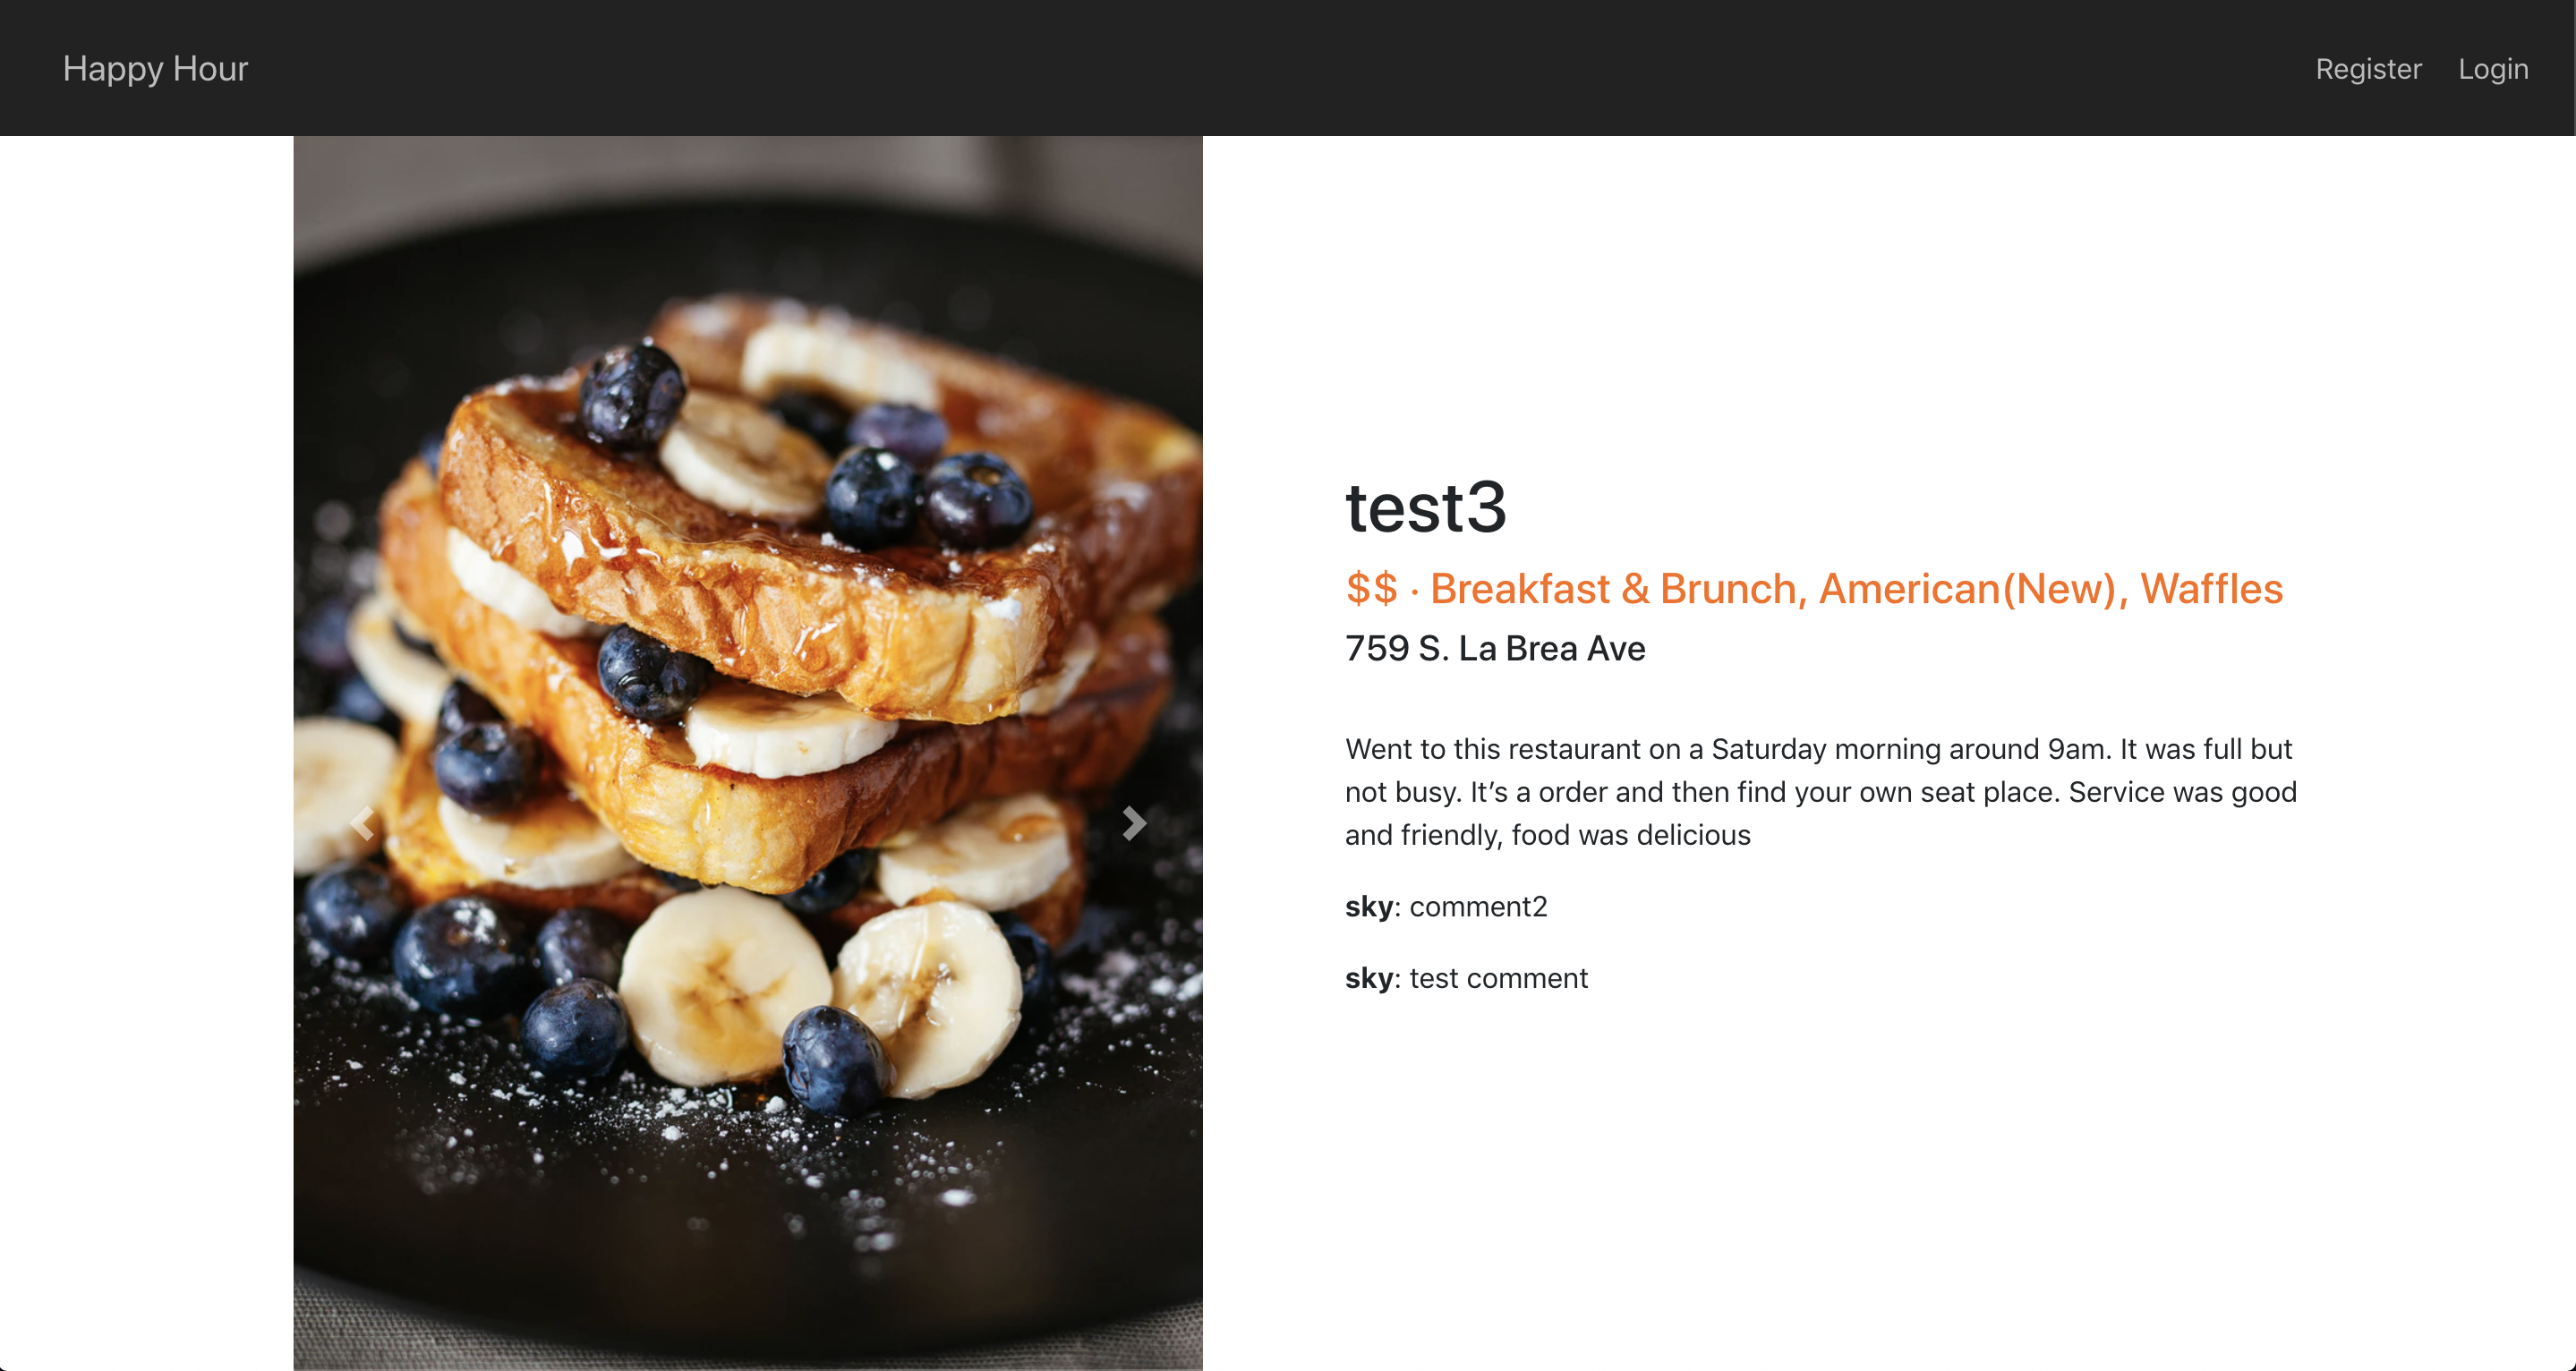 Happy Hour
Register
Login
test3
$$ · Breakfast & Brunch, American(New), Waffles
759 S. La Brea Ave
Went to this restaurant on a Saturday morning around 9am. It was full but
not busy. It’s a order and then find your own seat place. Service was good
and friendly, food was delicious
sky: comment2
sky: test comment